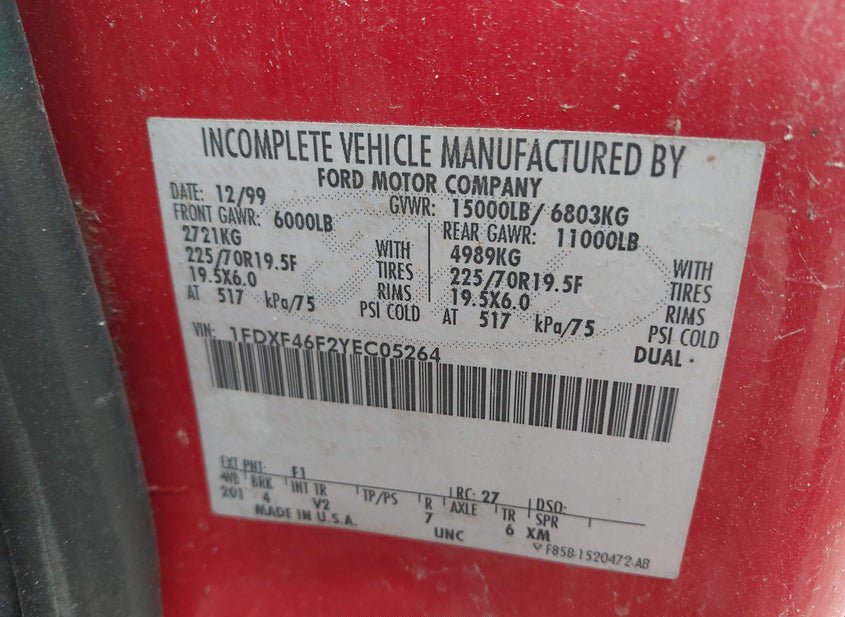 INCOMPLETE VEHICLE MANUFACTURED BY
FORD MOTOR COMPANY
DATE: 12/99 GVWR: 15000LB/ 6803KG
FRONT GAWR: 6000LB REAR GAWR: 11000LB
2721KG WITH 4989KG WITH
225/70R19.5F TIRES 225/70R19.5F TIRES
19.5X6.0 RIMS 19.5X6.0 RIMS
AT 517 kPa/75 PSI COLD AT 517 kPa/75 PSI COLD
DUAL
VIN: 1FDXF46F2YEC05264
EXT PNT: F1 RC: 27 DSO:
WB BRK INT TR TP/PS R AXLE TR SPR
201 4 V2 7 6 XM
MADE IN U.S.A. UNC
F85B-1520472-AB